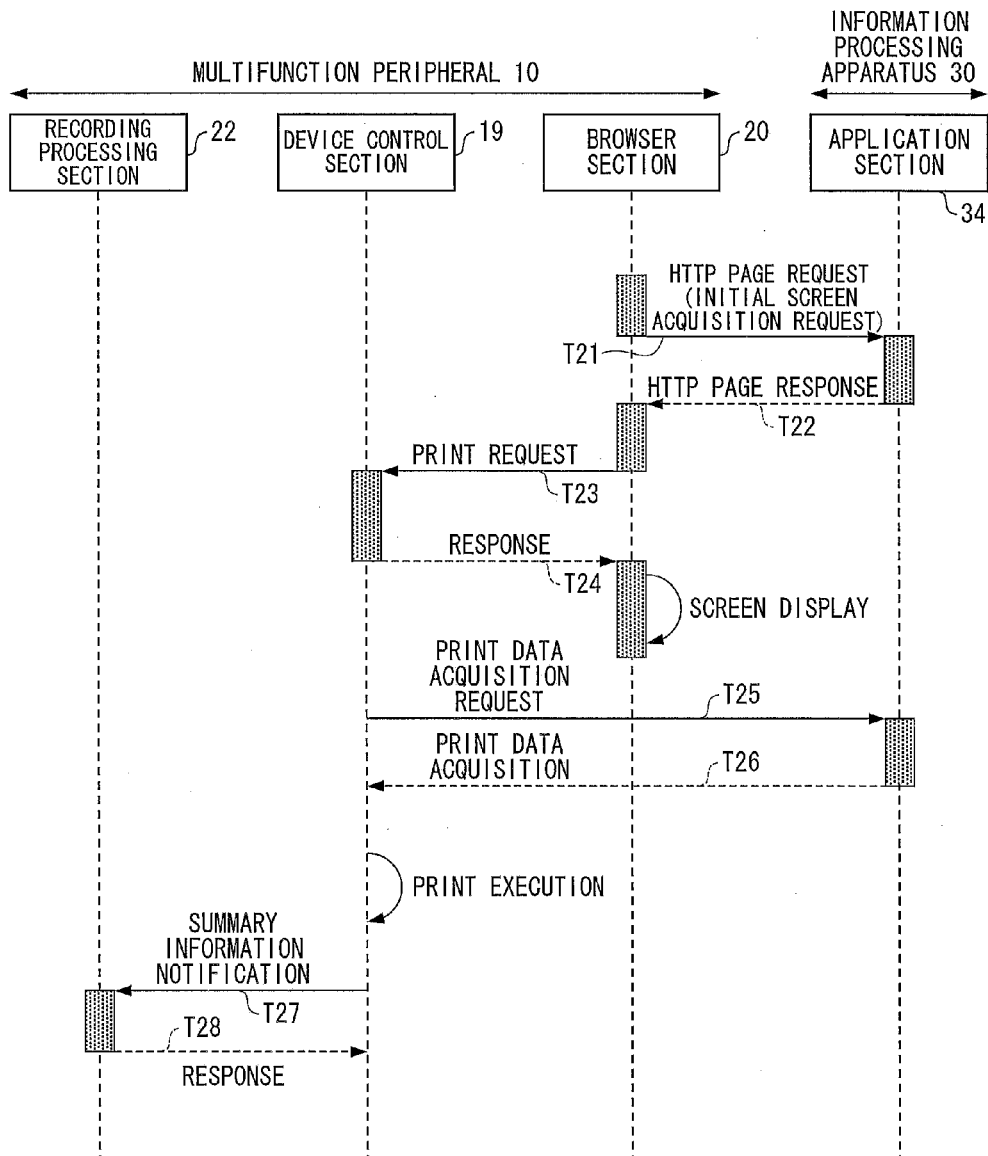 INFORMATION
PROCESSING
APPARATUS 30
MULTIFUNCTION PERIPHERAL 10
RECORDING
PROCESSING
SECTION
22
DEVICE CONTROL
SECTION
19
BROWSER
SECTION
20
APPLICATION
SECTION
34
HTTP PAGE REQUEST
(INITIAL SCREEN
ACQUISITION REQUEST)
T21
HTTP PAGE RESPONSE
T22
PRINT REQUEST
T23
RESPONSE
T24
SCREEN DISPLAY
PRINT DATA
ACQUISITION
REQUEST
T25
PRINT DATA
ACQUISITION
T26
PRINT EXECUTION
SUMMARY
INFORMATION
NOTIFICATION
T27
T28
RESPONSE